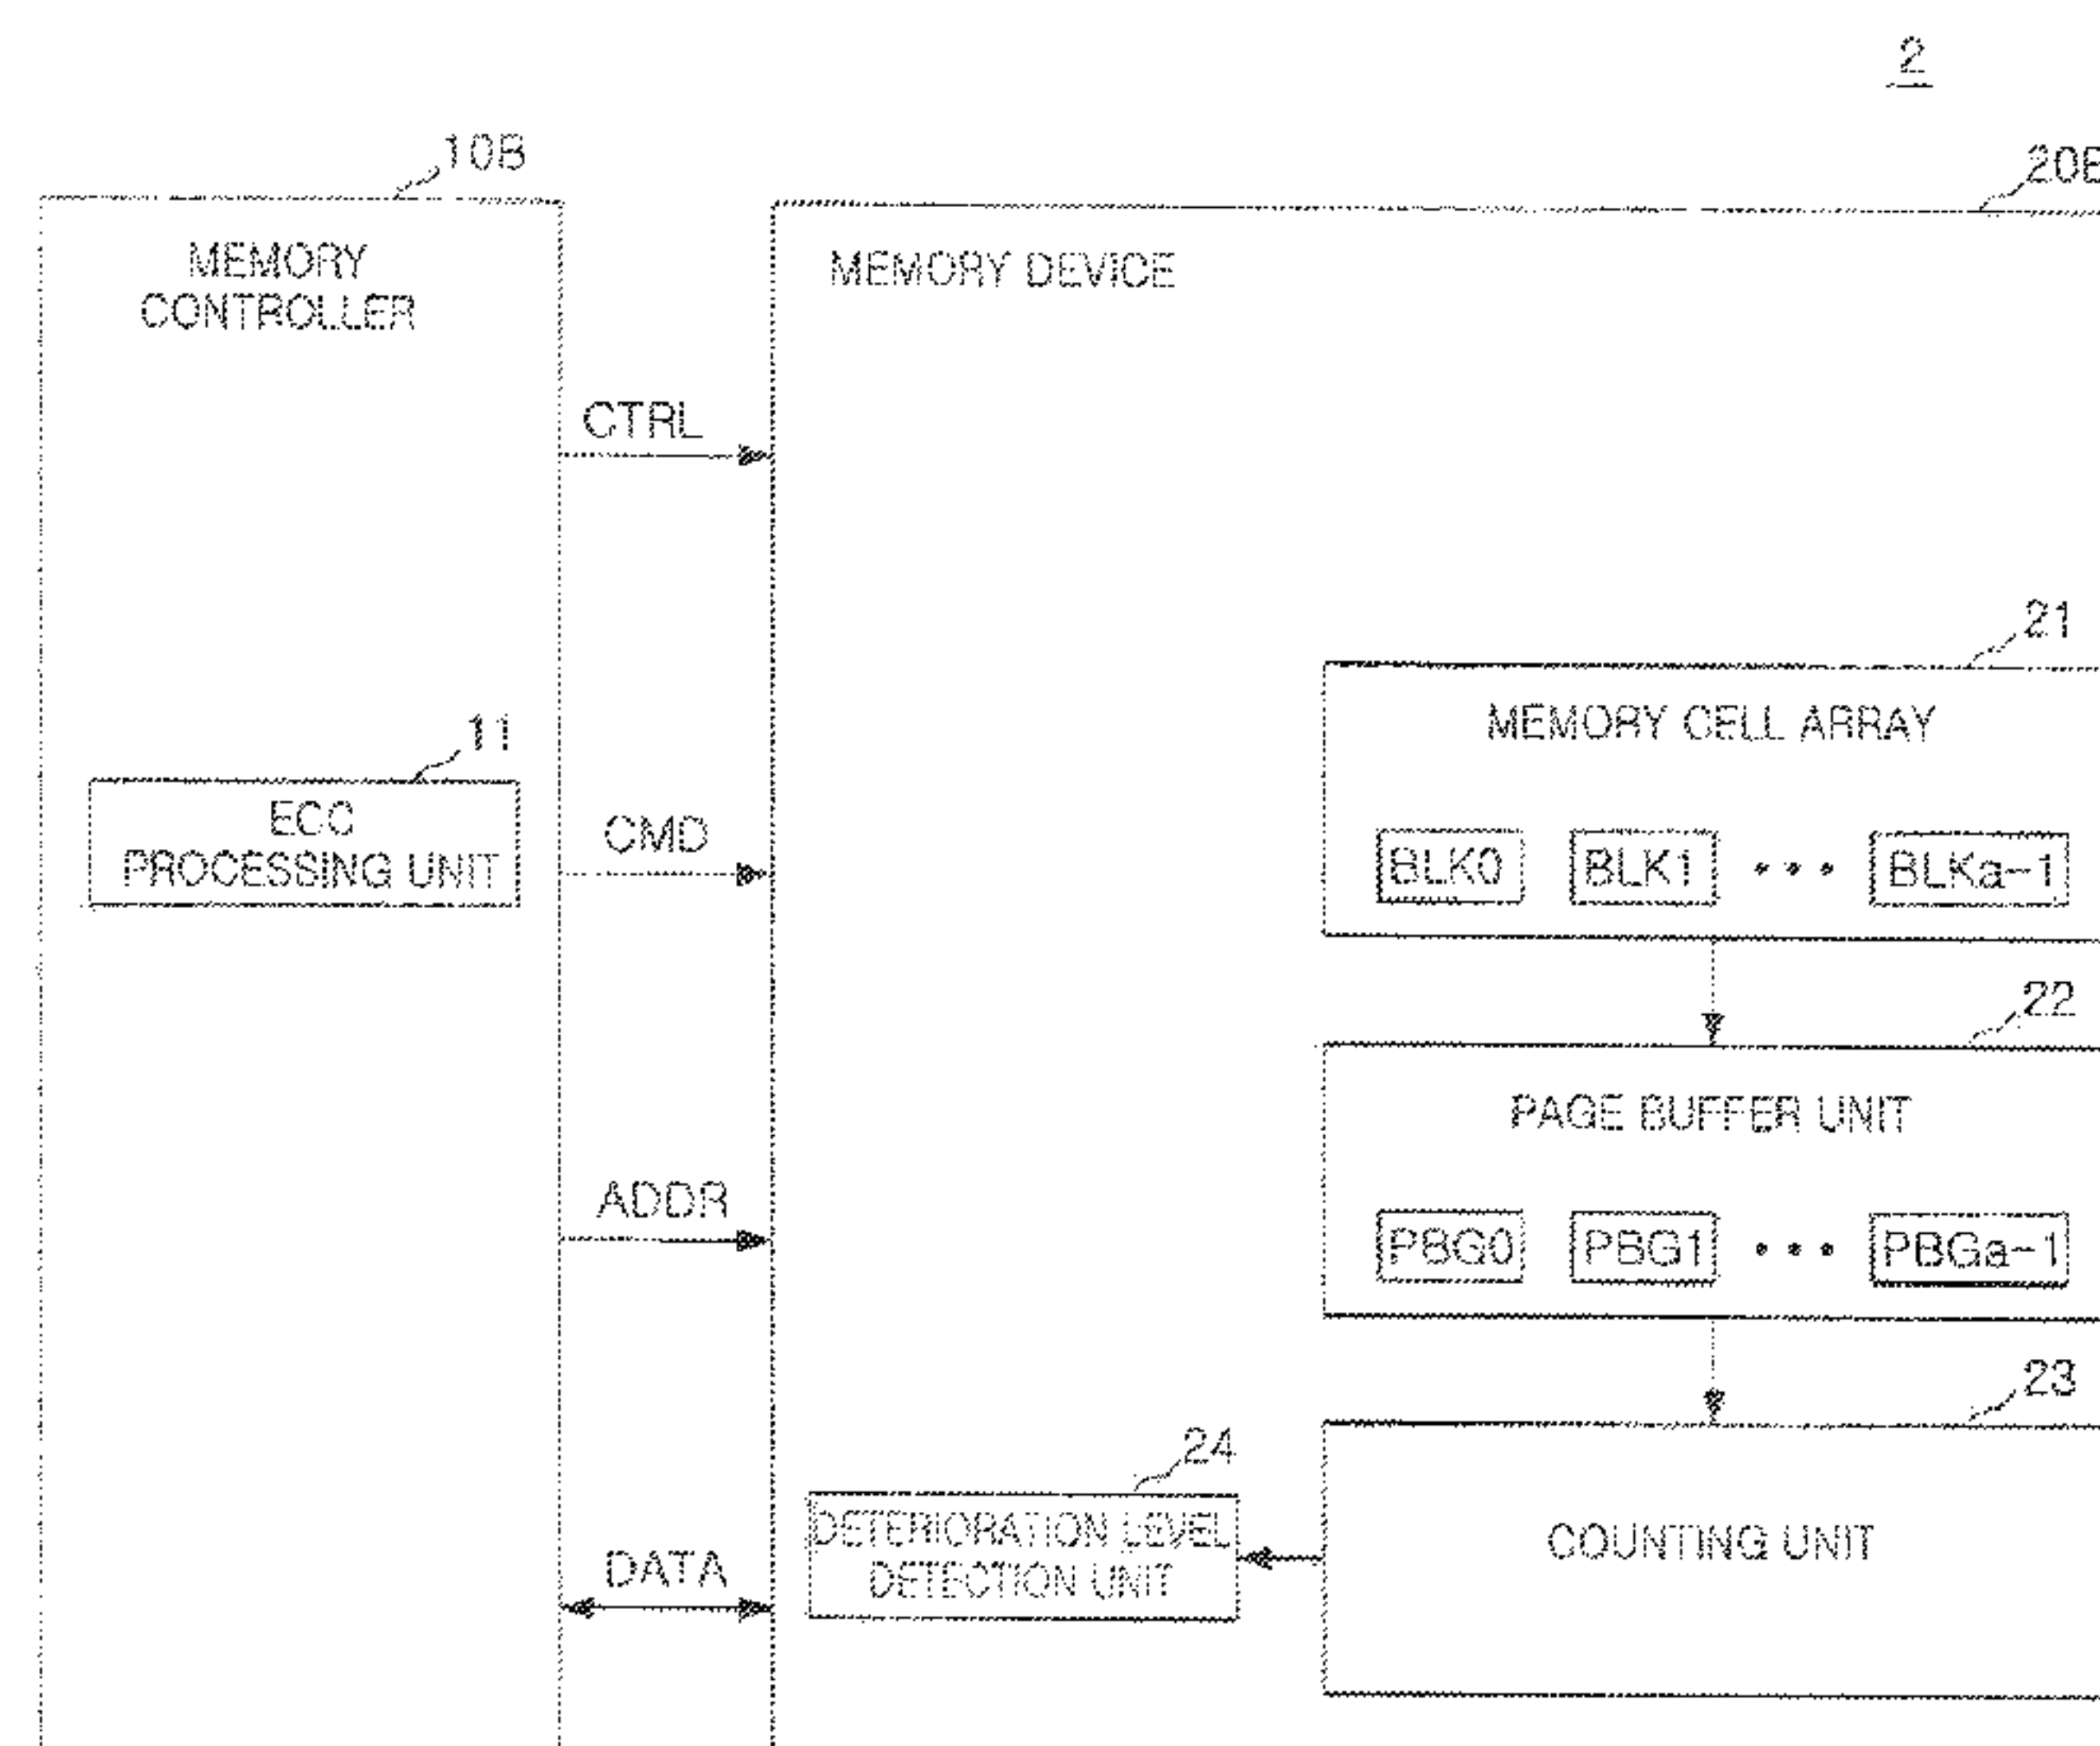 2
10B
20B
MEMORY
CONTROLLER
MEMORY DEVICE
CTRL
21
MEMORY CELL ARRAY
11
ECC
PROCESSING UNIT
CMD
BLK0 BLK1 ••• BLKa-1
22
PAGE BUFFER UNIT
ADDR
PBG0 PBG1 ••• PBGa-1
23
24
DETERIORATION LEVEL
DETECTION UNIT
COUNTING UNIT
DATA